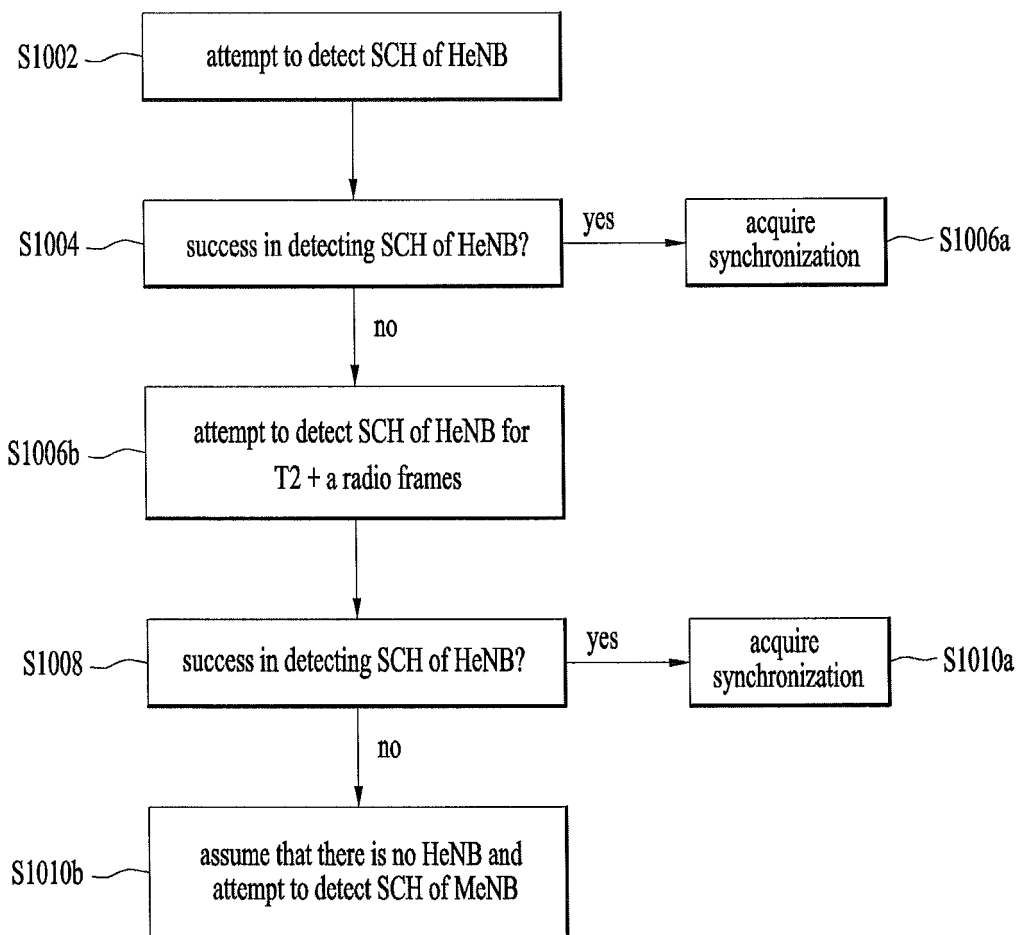 S1002
attempt to detect SCH of HeNB
S1004
success in detecting SCH of HeNB?
yes
acquire
synchronization
S1006a
no
S1006b
attempt to detect SCH of HeNB for
T2 + a radio frames
S1008
success in detecting SCH of HeNB?
yes
acquire
synchronization
S1010a
no
S1010b
assume that there is no HeNB and
attempt to detect SCH of MeNB